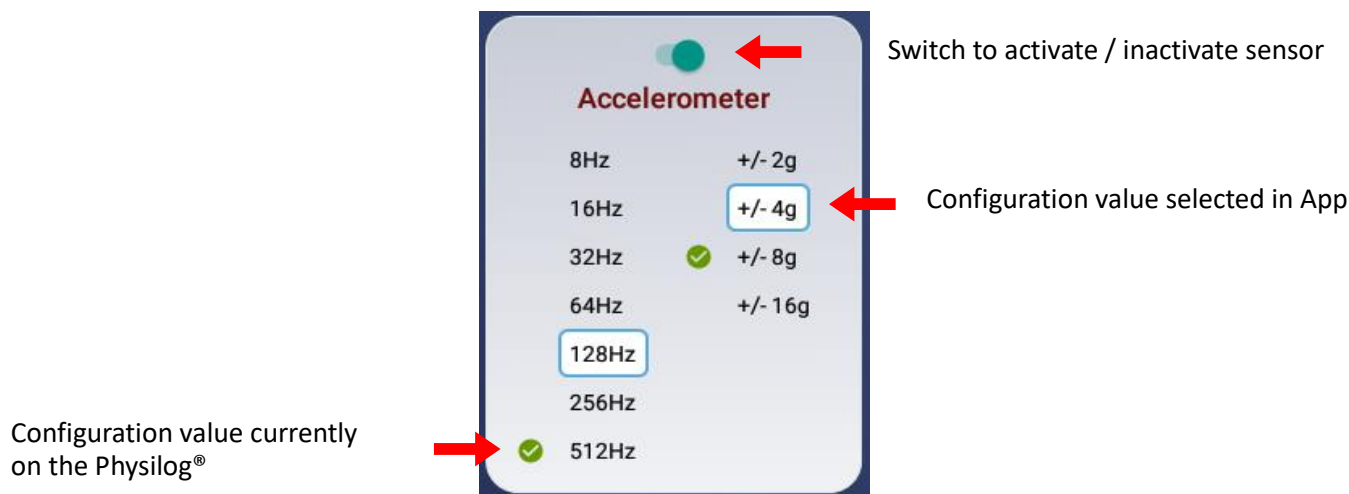 Switch to activate / inactivate sensor
Accelerometer
8Hz +/- 2g
16Hz +/- 4g
Configuration value selected in App
32Hz +/- 8g
64Hz +/- 16g
128Hz
256Hz
Configuration value currently
on the Physilog®
512Hz